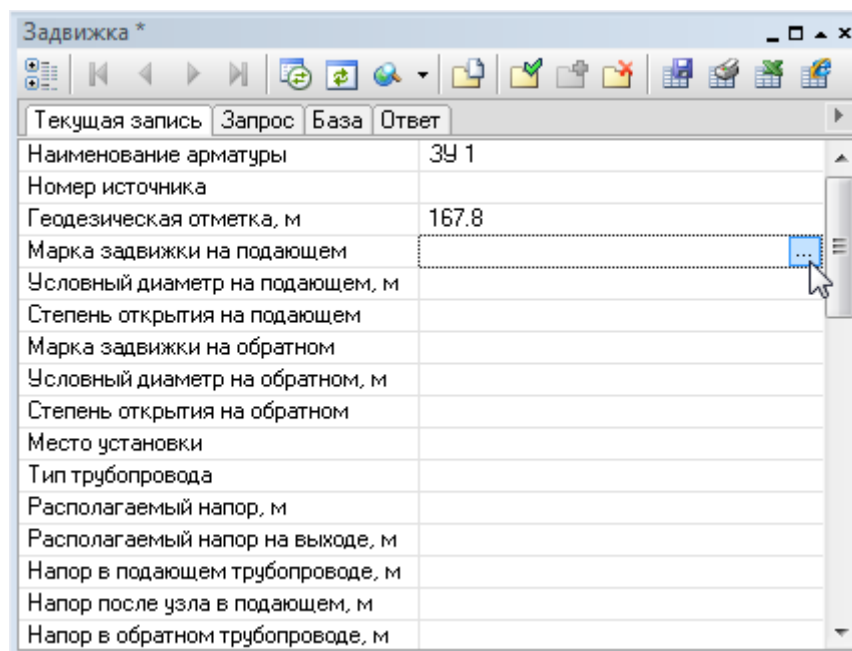 Задвижка *
Текущая запись Запрос База Ответ
Наименование арматуры ЗУ 1
Номер источника
Геодезическая отметка, м 167.8
Марка задвижки на подающем ...
Условный диаметр на подающем, м
Степень открытия на подающем
Марка задвижки на обратном
Условный диаметр на обратном, м
Степень открытия на обратном
Место установки
Тип трубопровода
Располагаемый напор, м
Располагаемый напор на выходе, м
Напор в подающем трубопроводе, м
Напор после узла в подающем, м
Напор в обратном трубопроводе, м